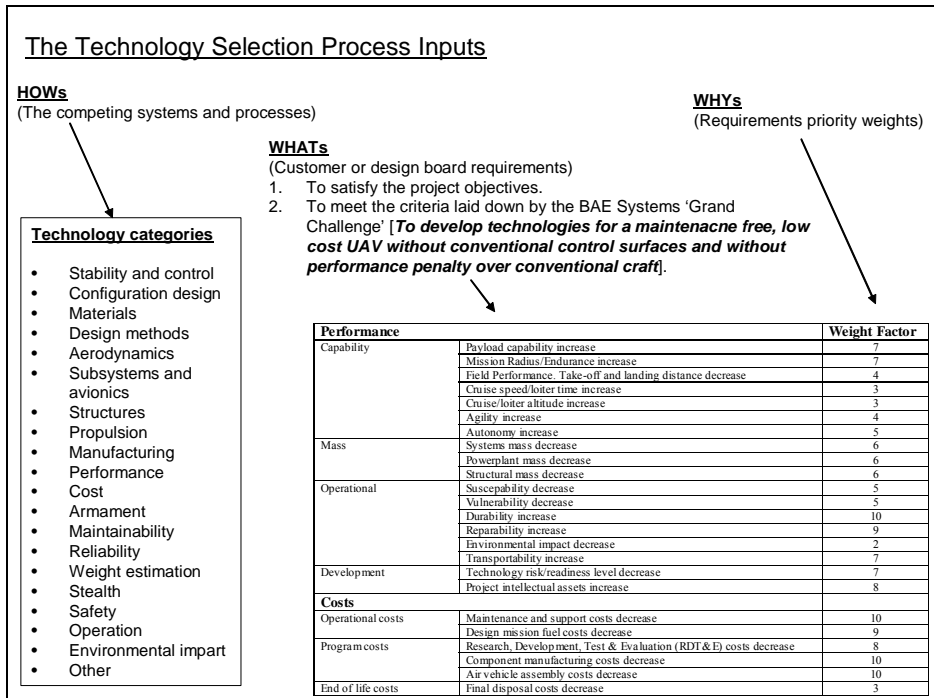 The Technology Selection Process Inputs
HOWs
(The competing systems and processes)
WHYs
(Requirements priority weights)
WHATs
(Customer or design board requirements)
1. To satisfy the project objectives.
2. To meet the criteria laid down by the BAE Systems ‘Grand
Challenge’ [To develop technologies for a maintenacne free, low
cost UAV without conventional control surfaces and without
performance penalty over conventional craft].
Technology categories
• Stability and control
• Configuration design
• Materials
• Design methods
• Aerodynamics
• Subsystems and
avionics
• Structures
• Propulsion
• Manufacturing
• Performance
• Cost
• Armament
• Maintainability
• Reliability
• Weight estimation
• Stealth
• Safety
• Operation
• Environmental impart
• Other
Performance Weight Factor
Capability Payload capability increase 7
Mission Radius/Endurance increase 7
Field Performance. Take-off and landing distance decrease 4
Cruise speed/loiter time increase 3
Cruise/loiter altitude increase 3
Agility increase 4
Autonomy increase 5
Mass Systems mass decrease 6
Powerplant mass decrease 6
Structural mass decrease 6
Operational Suscepability decrease 5
Vulnerability decrease 5
Durability increase 10
Reparability increase 9
Environmental impact decrease 2
Transportability increase 7
Development Technology risk/readiness level decrease 7
Project intellectual assets increase 8
Costs
Operational costs Maintenance and support costs decrease 10
Design mission fuel costs decrease 9
Program costs Research, Development, Test & Evaluation (RDT&E) costs decrease 8
Component manufacturing costs decrease 10
Air vehicle assembly costs decrease 10
End of life costs Final disposal costs decrease 3